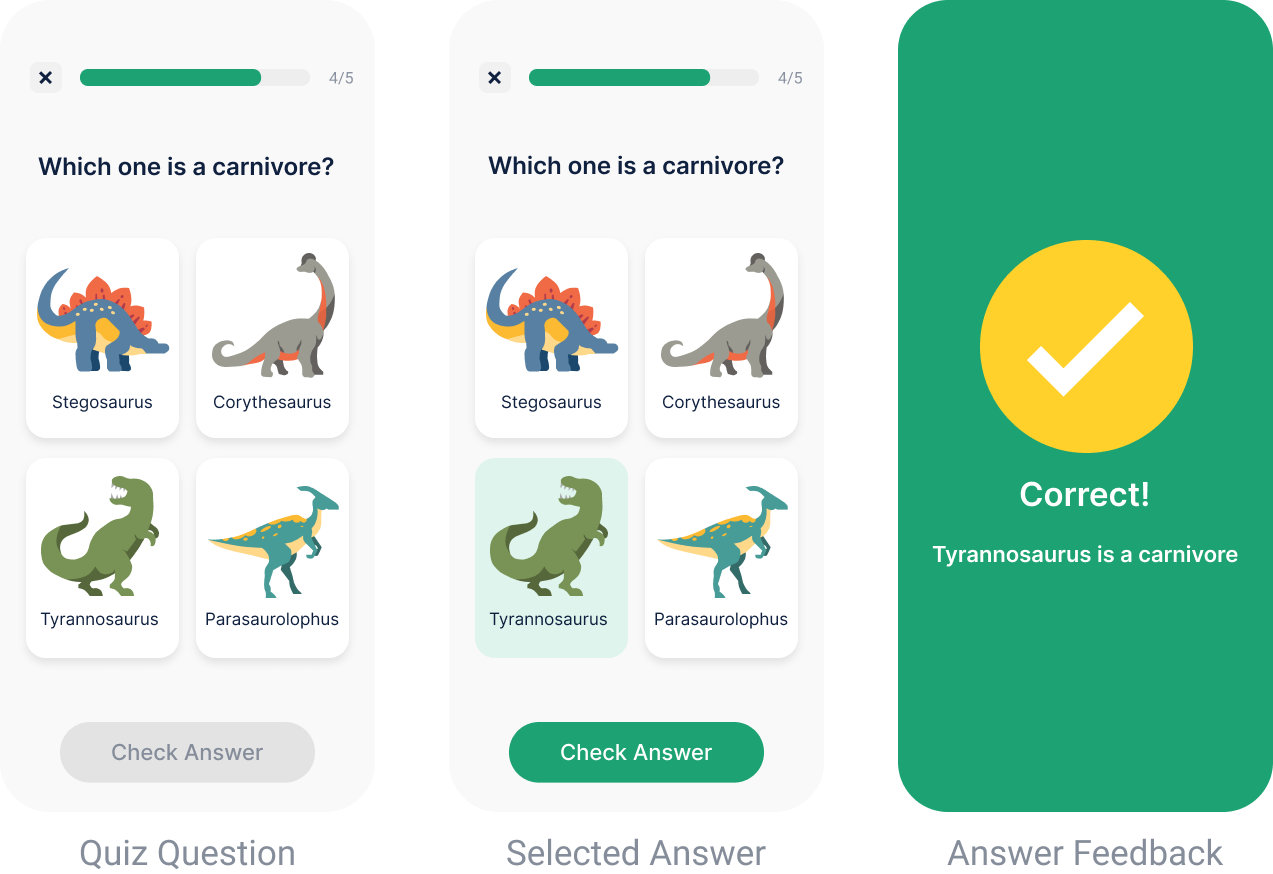 4/5
Which one is a carnivore?
Stegosaurus
Corythesaurus
Tyrannosaurus
Parasaurolophus
Check Answer
Quiz Question
4/5
Which one is a carnivore?
Stegosaurus
Corythesaurus
Tyrannosaurus
Parasaurolophus
Check Answer
Selected Answer
Correct!
Tyrannosaurus is a carnivore
Answer Feedback